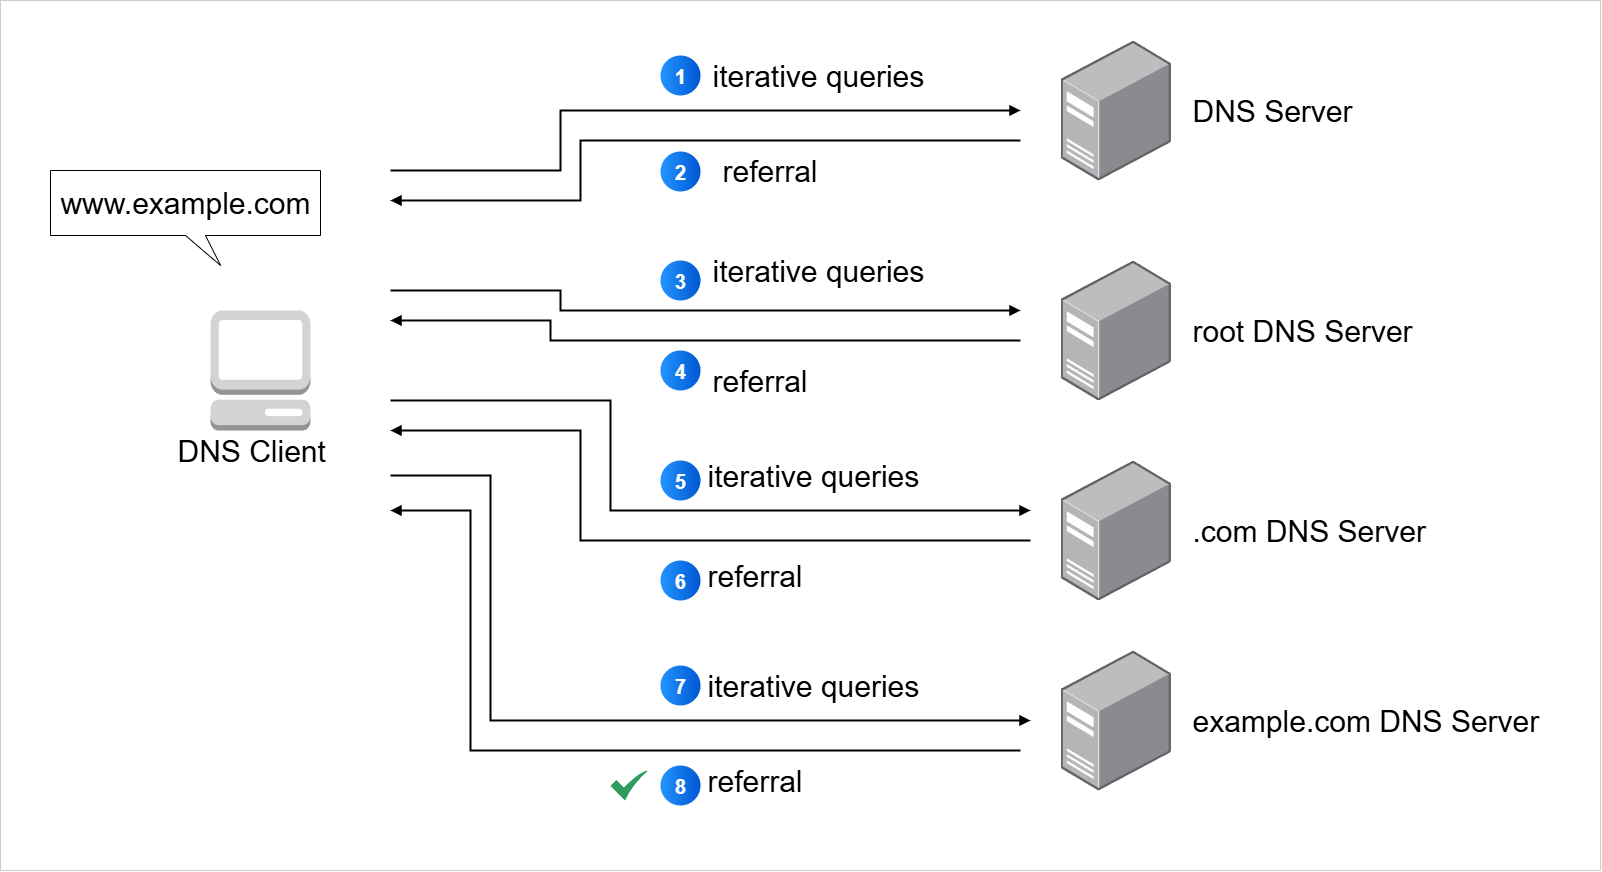 1 iterative queries
DNS Server
2 referral
www.example.com
3 iterative queries
root DNS Server
4 referral
DNS Client
5 iterative queries
.com DNS Server
6 referral
7 iterative queries
example.com DNS Server
8 referral